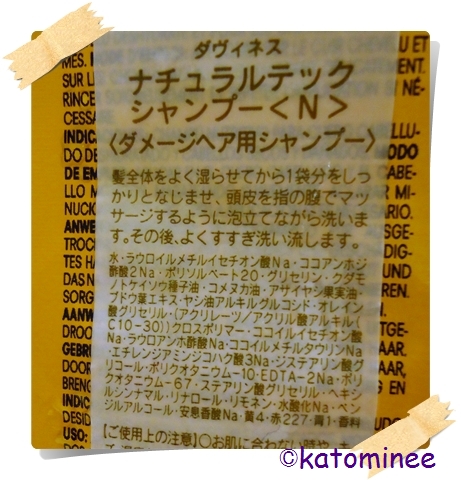 ダヴィネス
ナチュラルテック
シャンプー〈N〉
〈ダメージヘア用シャンプー〉
髪全体をよく湿らせてから1袋分をしっ
かりとなじませ、頭皮を指の腹でマッ
サージするように泡立てながら洗いま
す。その後、よくすすぎ洗い流します。
水・ラウロイルメチルイセチオン酸Na・ココアンホジ
酢酸2Na・ポリソルベート20・グリセリン・クダモ
ノトケイソウ種子油・コメヌカ油・アサイヤシ果実油・
ブドウ葉エキス・ヤシ油アルキルグルコシド・オレイン
酸グリセリル・(アクリレーツ/アクリル酸アルキル
(C10-30))クロスポリマー・ココイルイセチオン酸
Na・ラウロアンホ酢酸Na・ココイルメチルタウリンNa
・エチレンジアミンジコハク酸3Na・ジステアリン酸グ
リコール・ポリクオタニウム-10・EDTA-2Na・ポリ
クオタニウム-67・ステアリン酸グリセリル・ヘキシ
ルシンナマル・リナロール・リモネン・水酸化Na・ベン
ジルアルコール・安息香酸Na・黄4・赤227・青1・香料
【ご使用上の注意】○お肌に合わない時や、キ
MES.
SUR L
RINCE
CESSA
INDIC
DO DE
DE EM
LLO M
NUCK
ANWE
TROC
TES HA
DAS N
SORG
AANW
DROO
GEBRU
DOOR
BRENG
INDIC
DESID
USO:
U ET
MENT.
SI NÉ-
ELLU-
MODO
CABE-
R MI-
ARIO.
SGE-
DIG-
TGE-
AAR.
AAR,
EN
UDO
©katominee